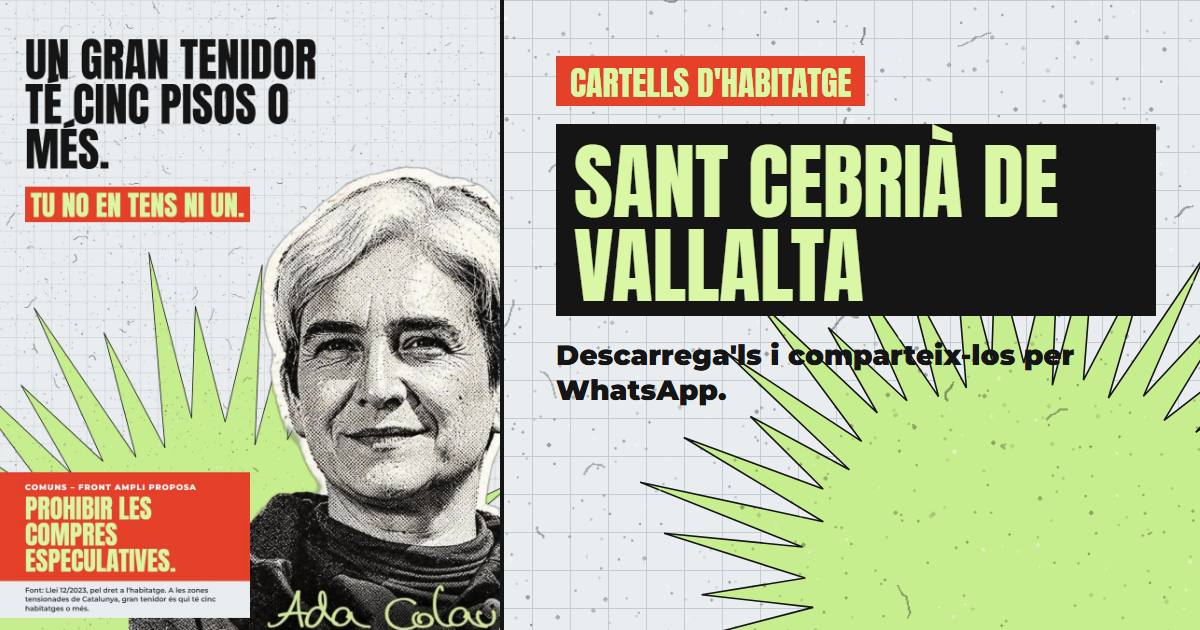 UN GRAN TENIDOR
TÉ CINC PISOS O
MÉS.
TU NO EN TENS NI UN.
COMUNS – FRONT AMPLI PROPOSA
PROHIBIR LES
COMPRES
ESPECULATIVES.
Font: Llei 12/2023, pel dret a l'habitatge. A les zones
tensionades de Catalunya, gran tenidor és qui té cinc
habitatges o més.
Ada Colau
CARTELLS D'HABITATGE
SANT CEBRIÀ DE
VALLALTA
Descarrega'ls i comparteix-los per
WhatsApp.